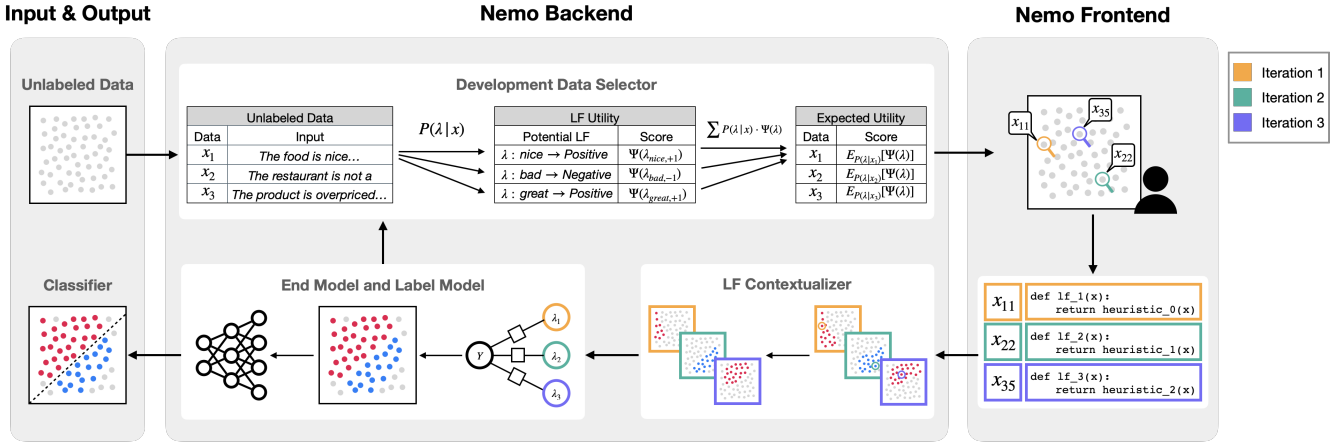 Input & Output
Nemo Backend
Nemo Frontend
Unlabeled Data
Development Data Selector
Unlabeled Data
Data Input
x1 The food is nice…
x2 The restaurant is not a
x3 The product is overpriced…
P(λ|x)
LF Utility
Potential LF Score
λ : nice → Positive Ψ(λnice,+1)
λ : bad → Negative Ψ(λbad,−1)
λ : great → Positive Ψ(λgreat,+1)
∑ P(λ|x) · Ψ(λ)
Expected Utility
Data Score
x1 EP(λ|x1)[Ψ(λ)]
x2 EP(λ|x2)[Ψ(λ)]
x3 EP(λ|x3)[Ψ(λ)]
x11
x35
x22
Iteration 1
Iteration 2
Iteration 3
Classifier
End Model and Label Model
Y
λ1
λ2
λ3
LF Contextualizer
x11 def lf_1(x):
return heuristic_0(x)
x22 def lf_2(x):
return heuristic_1(x)
x35 def lf_3(x):
return heuristic_2(x)